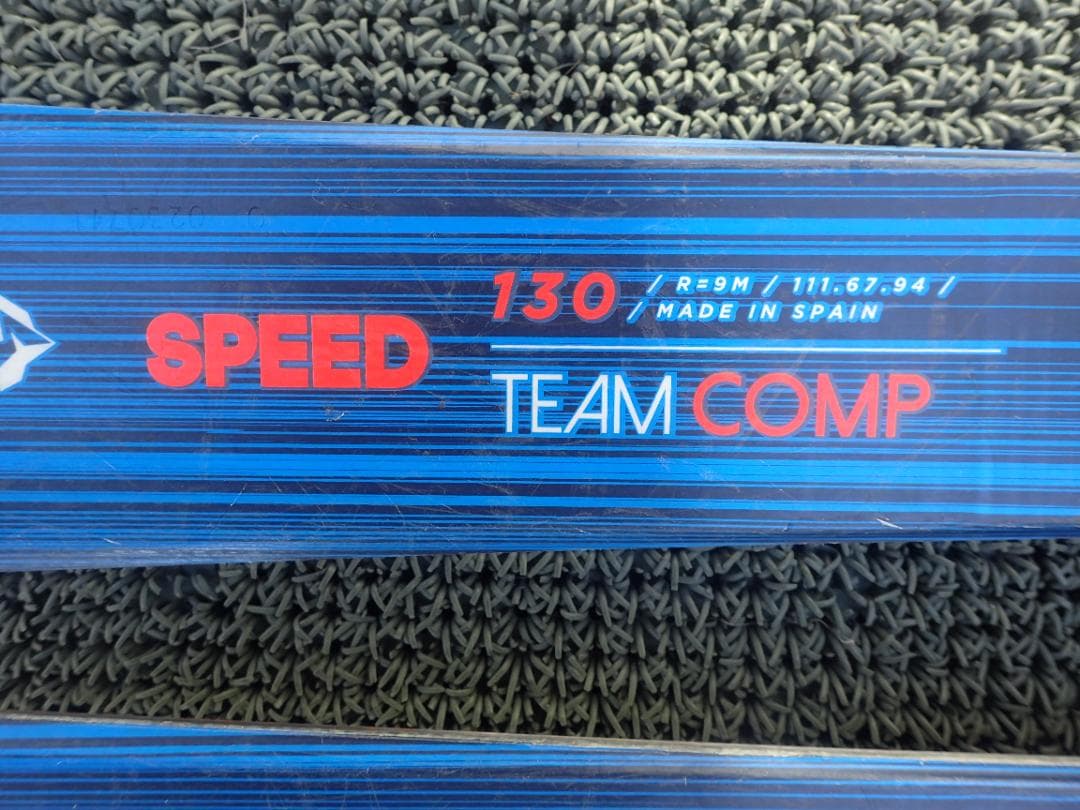 130 / R=9M / 111.67.94 /
/ MADE IN SPAIN
SPEED
TEAM COMP